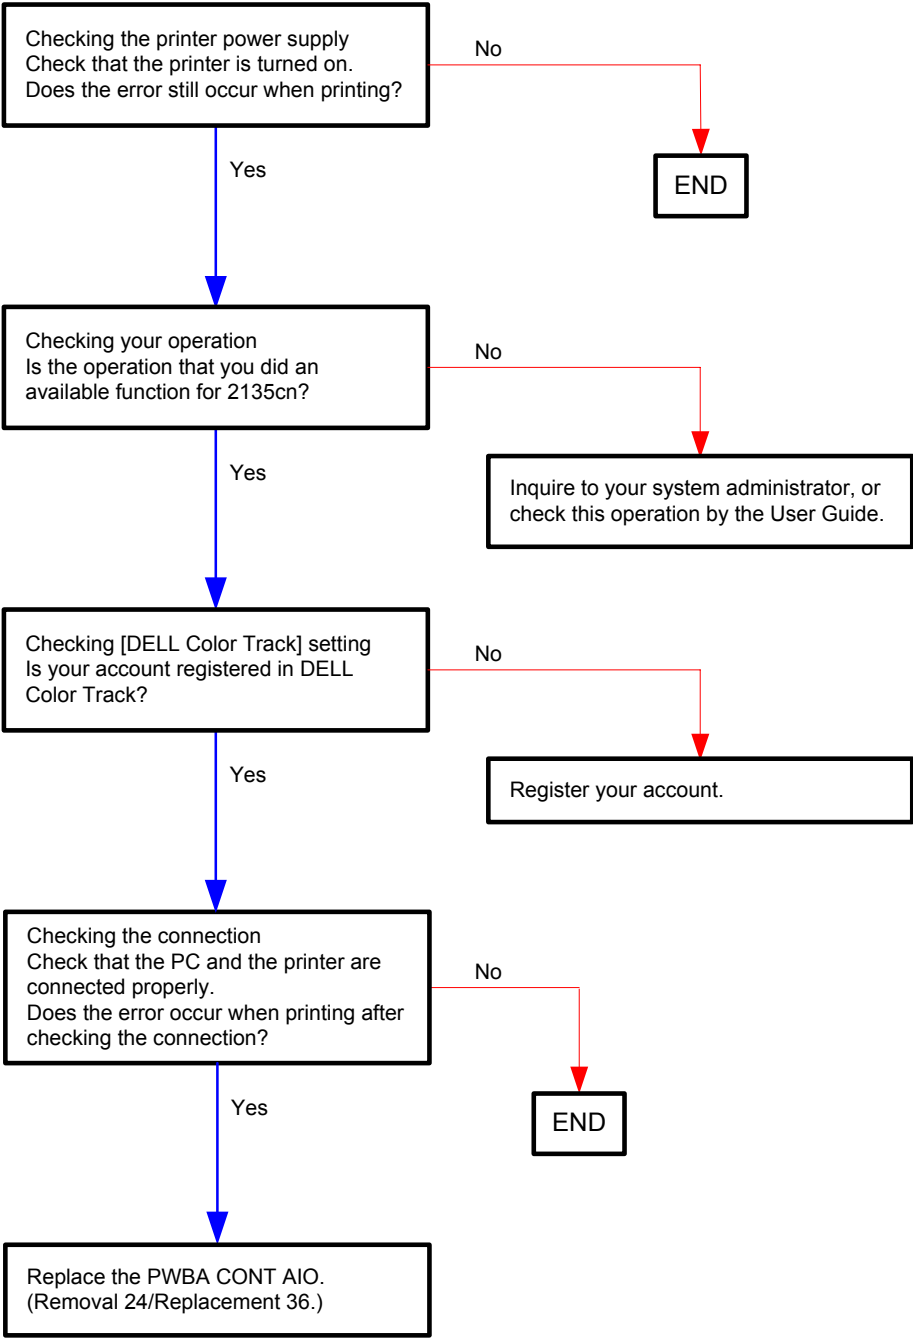 Checking the printer power supply
Check that the printer is turned on.
Does the error still occur when printing?
No
Yes
END
Checking your operation
Is the operation that you did an
available function for 2135cn?
No
Yes
Inquire to your system administrator, or
check this operation by the User Guide.
Checking [DELL Color Track] setting
Is your account registered in DELL
Color Track?
No
Yes
Register your account.
Checking the connection
Check that the PC and the printer are
connected properly.
Does the error occur when printing after
checking the connection?
No
Yes
END
Replace the PWBA CONT AIO.
(Removal 24/Replacement 36.)